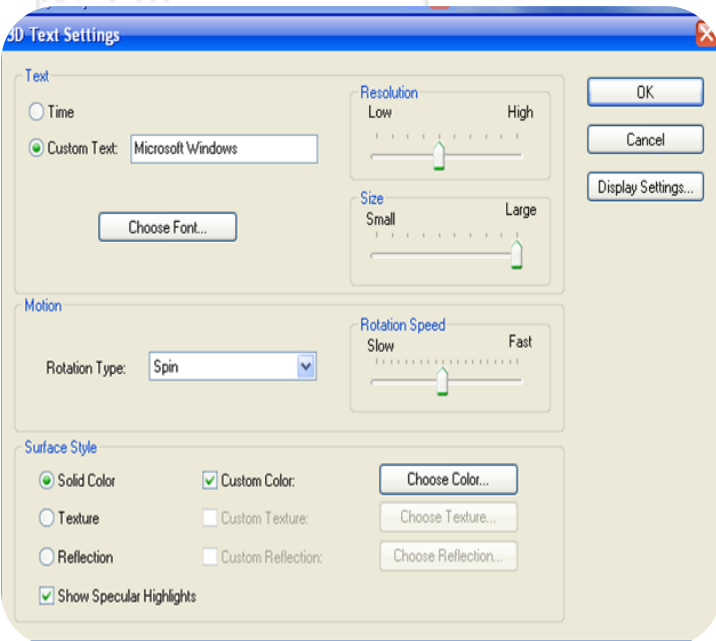 3D Text Settings
Text
Time
Custom Text: Microsoft Windows
Choose Font...
Resolution
Low High
Size
Small Large
OK
Cancel
Display Settings...
Motion
Rotation Type: Spin
Rotation Speed
Slow Fast
Surface Style
Solid Color Custom Color: Choose Color...
Texture Custom Texture: Choose Texture...
Reflection Custom Reflection: Choose Reflection...
Show Specular Highlights